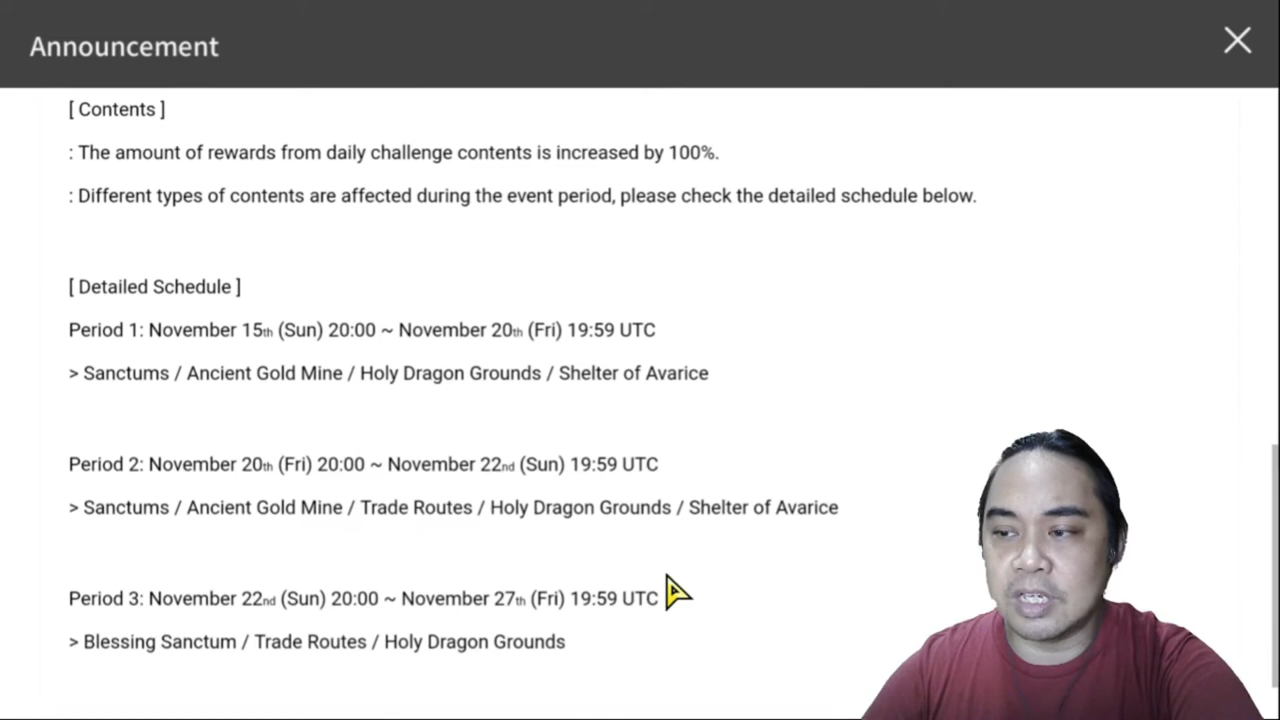 Announcement
[ Contents ]
: The amount of rewards from daily challenge contents is increased by 100%.
: Different types of contents are affected during the event period, please check the detailed schedule below.
[ Detailed Schedule ]
Period 1: November 15th (Sun) 20:00 ~ November 20th (Fri) 19:59 UTC
> Sanctums / Ancient Gold Mine / Holy Dragon Grounds / Shelter of Avarice
Period 2: November 20th (Fri) 20:00 ~ November 22nd (Sun) 19:59 UTC
> Sanctums / Ancient Gold Mine / Trade Routes / Holy Dragon Grounds / Shelter of Avarice
Period 3: November 22nd (Sun) 20:00 ~ November 27th (Fri) 19:59 UTC
> Blessing Sanctum / Trade Routes / Holy Dragon Grounds